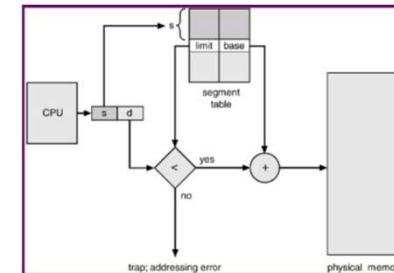 s
limit base
segment
table
CPU
s d
<
yes
+
no
trap; addressing error
physical memo